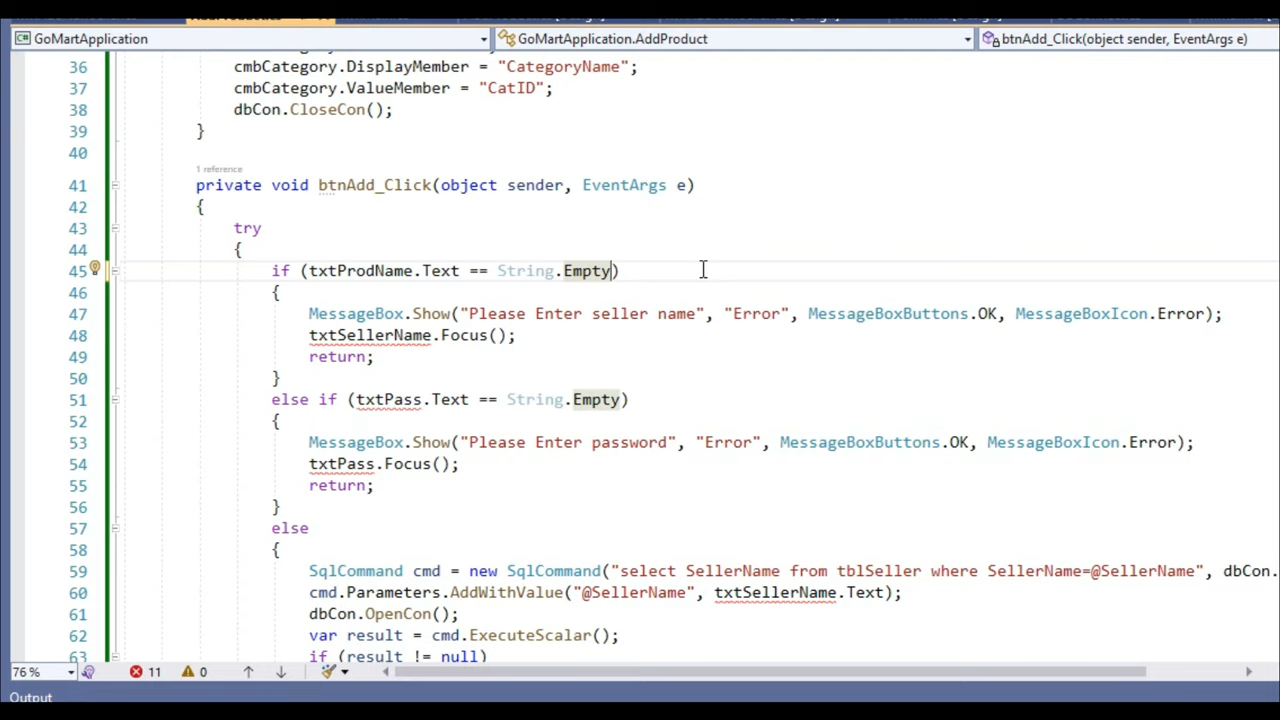 GoMartApplication
GoMartApplication.AddProduct
btnAdd_Click(object sender, EventArgs e)
36 cmbCategory.DisplayMember = "CategoryName";
37 cmbCategory.ValueMember = "CatID";
38 dbCon.CloseCon();
39 }
40
1 reference
41 private void btnAdd_Click(object sender, EventArgs e)
42 {
43 try
44 {
45 if (txtProdName.Text == String.Empty)
46 {
47 MessageBox.Show("Please Enter seller name", "Error", MessageBoxButtons.OK, MessageBoxIcon.Error);
48 txtSellerName.Focus();
49 return;
50 }
51 else if (txtPass.Text == String.Empty)
52 {
53 MessageBox.Show("Please Enter password", "Error", MessageBoxButtons.OK, MessageBoxIcon.Error);
54 txtPass.Focus();
55 return;
56 }
57 else
58 {
59 SqlCommand cmd = new SqlCommand("select SellerName from tblSeller where SellerName=@SellerName", dbCon.
60 cmd.Parameters.AddWithValue("@SellerName", txtSellerName.Text);
61 dbCon.OpenCon();
62 var result = cmd.ExecuteScalar();
63 if (result != null)
76 % 11 0
Output